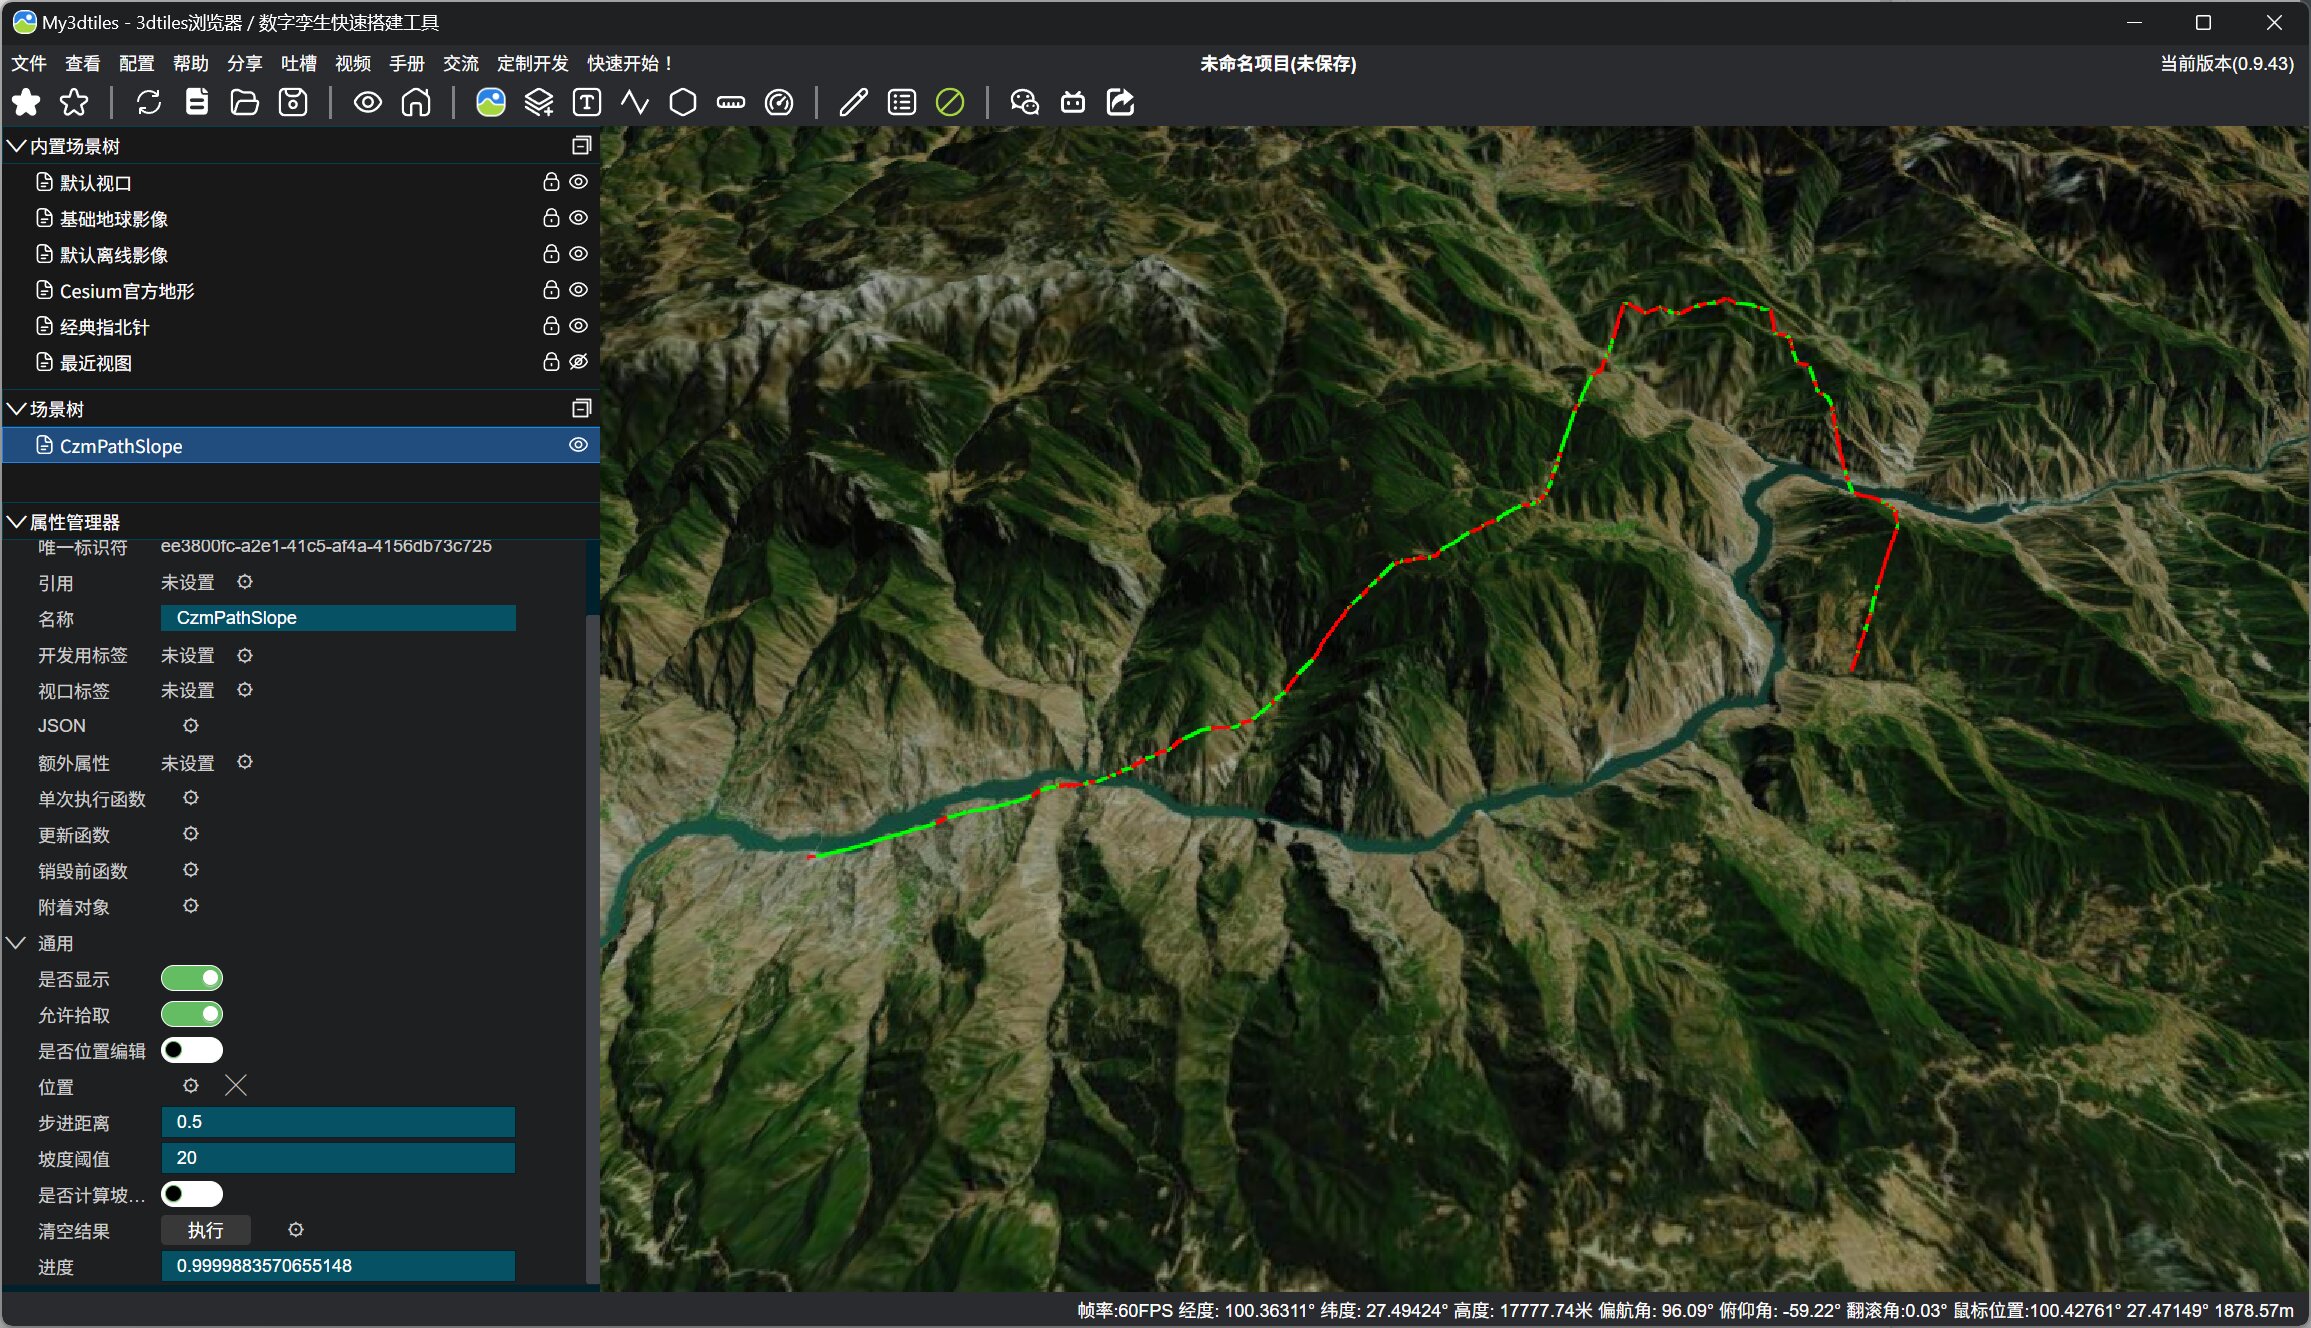 My3dtiles - 3dtiles浏览器 / 数字孪生快速搭建工具
文件 查看 配置 帮助 分享 吐槽 视频 手册 交流 定制开发 快速开始！
未命名项目(未保存)
当前版本(0.9.43)
内置场景树
默认视口
基础地球影像
默认离线影像
Cesium官方地形
经典指北针
最近视图
场景树
CzmPathSlope
属性管理器
唯一标识符 ee3800fc-a2e1-41c5-af4a-4156db73c725
引用 未设置
名称 CzmPathSlope
开发用标签 未设置
视口标签 未设置
JSON
额外属性 未设置
单次执行函数
更新函数
销毁前函数
附着对象
通用
是否显示
允许拾取
是否位置编辑
位置
步进距离 0.5
坡度阈值 20
是否计算坡...
清空结果 执行
进度 0.9999883570655148
帧率:60FPS 经度: 100.36311° 纬度: 27.49424° 高度: 17777.74米 偏航角: 96.09° 俯仰角: -59.22° 翻滚角:0.03° 鼠标位置:100.42761° 27.47149° 1878.57m